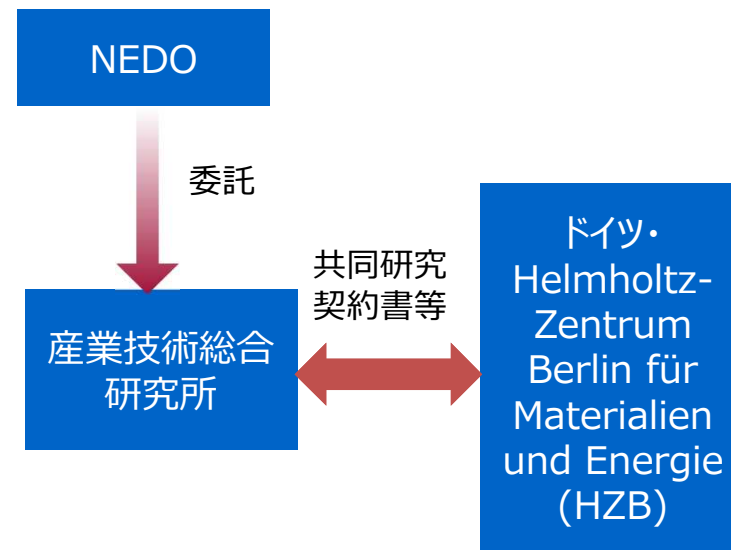 NEDO
委託
共同研究
契約書等
産業技術総合
研究所
ドイツ・
Helmholtz-
Zentrum
Berlin für
Materialien
und Energie
(HZB)